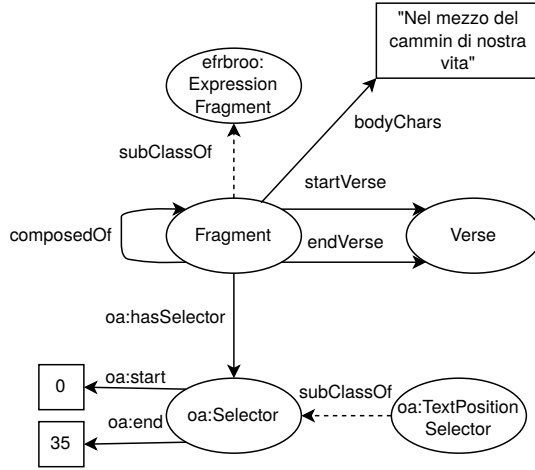 "Nel mezzo del
cammin di nostra
vita"
efrbroo:
Expression
Fragment
bodyChars
subClassOf
startVerse
composedOf
Fragment
Verse
endVerse
oa:hasSelector
0
oa:start
subClassOf
oa:Selector
oa:TextPosition
Selector
oa:end
35